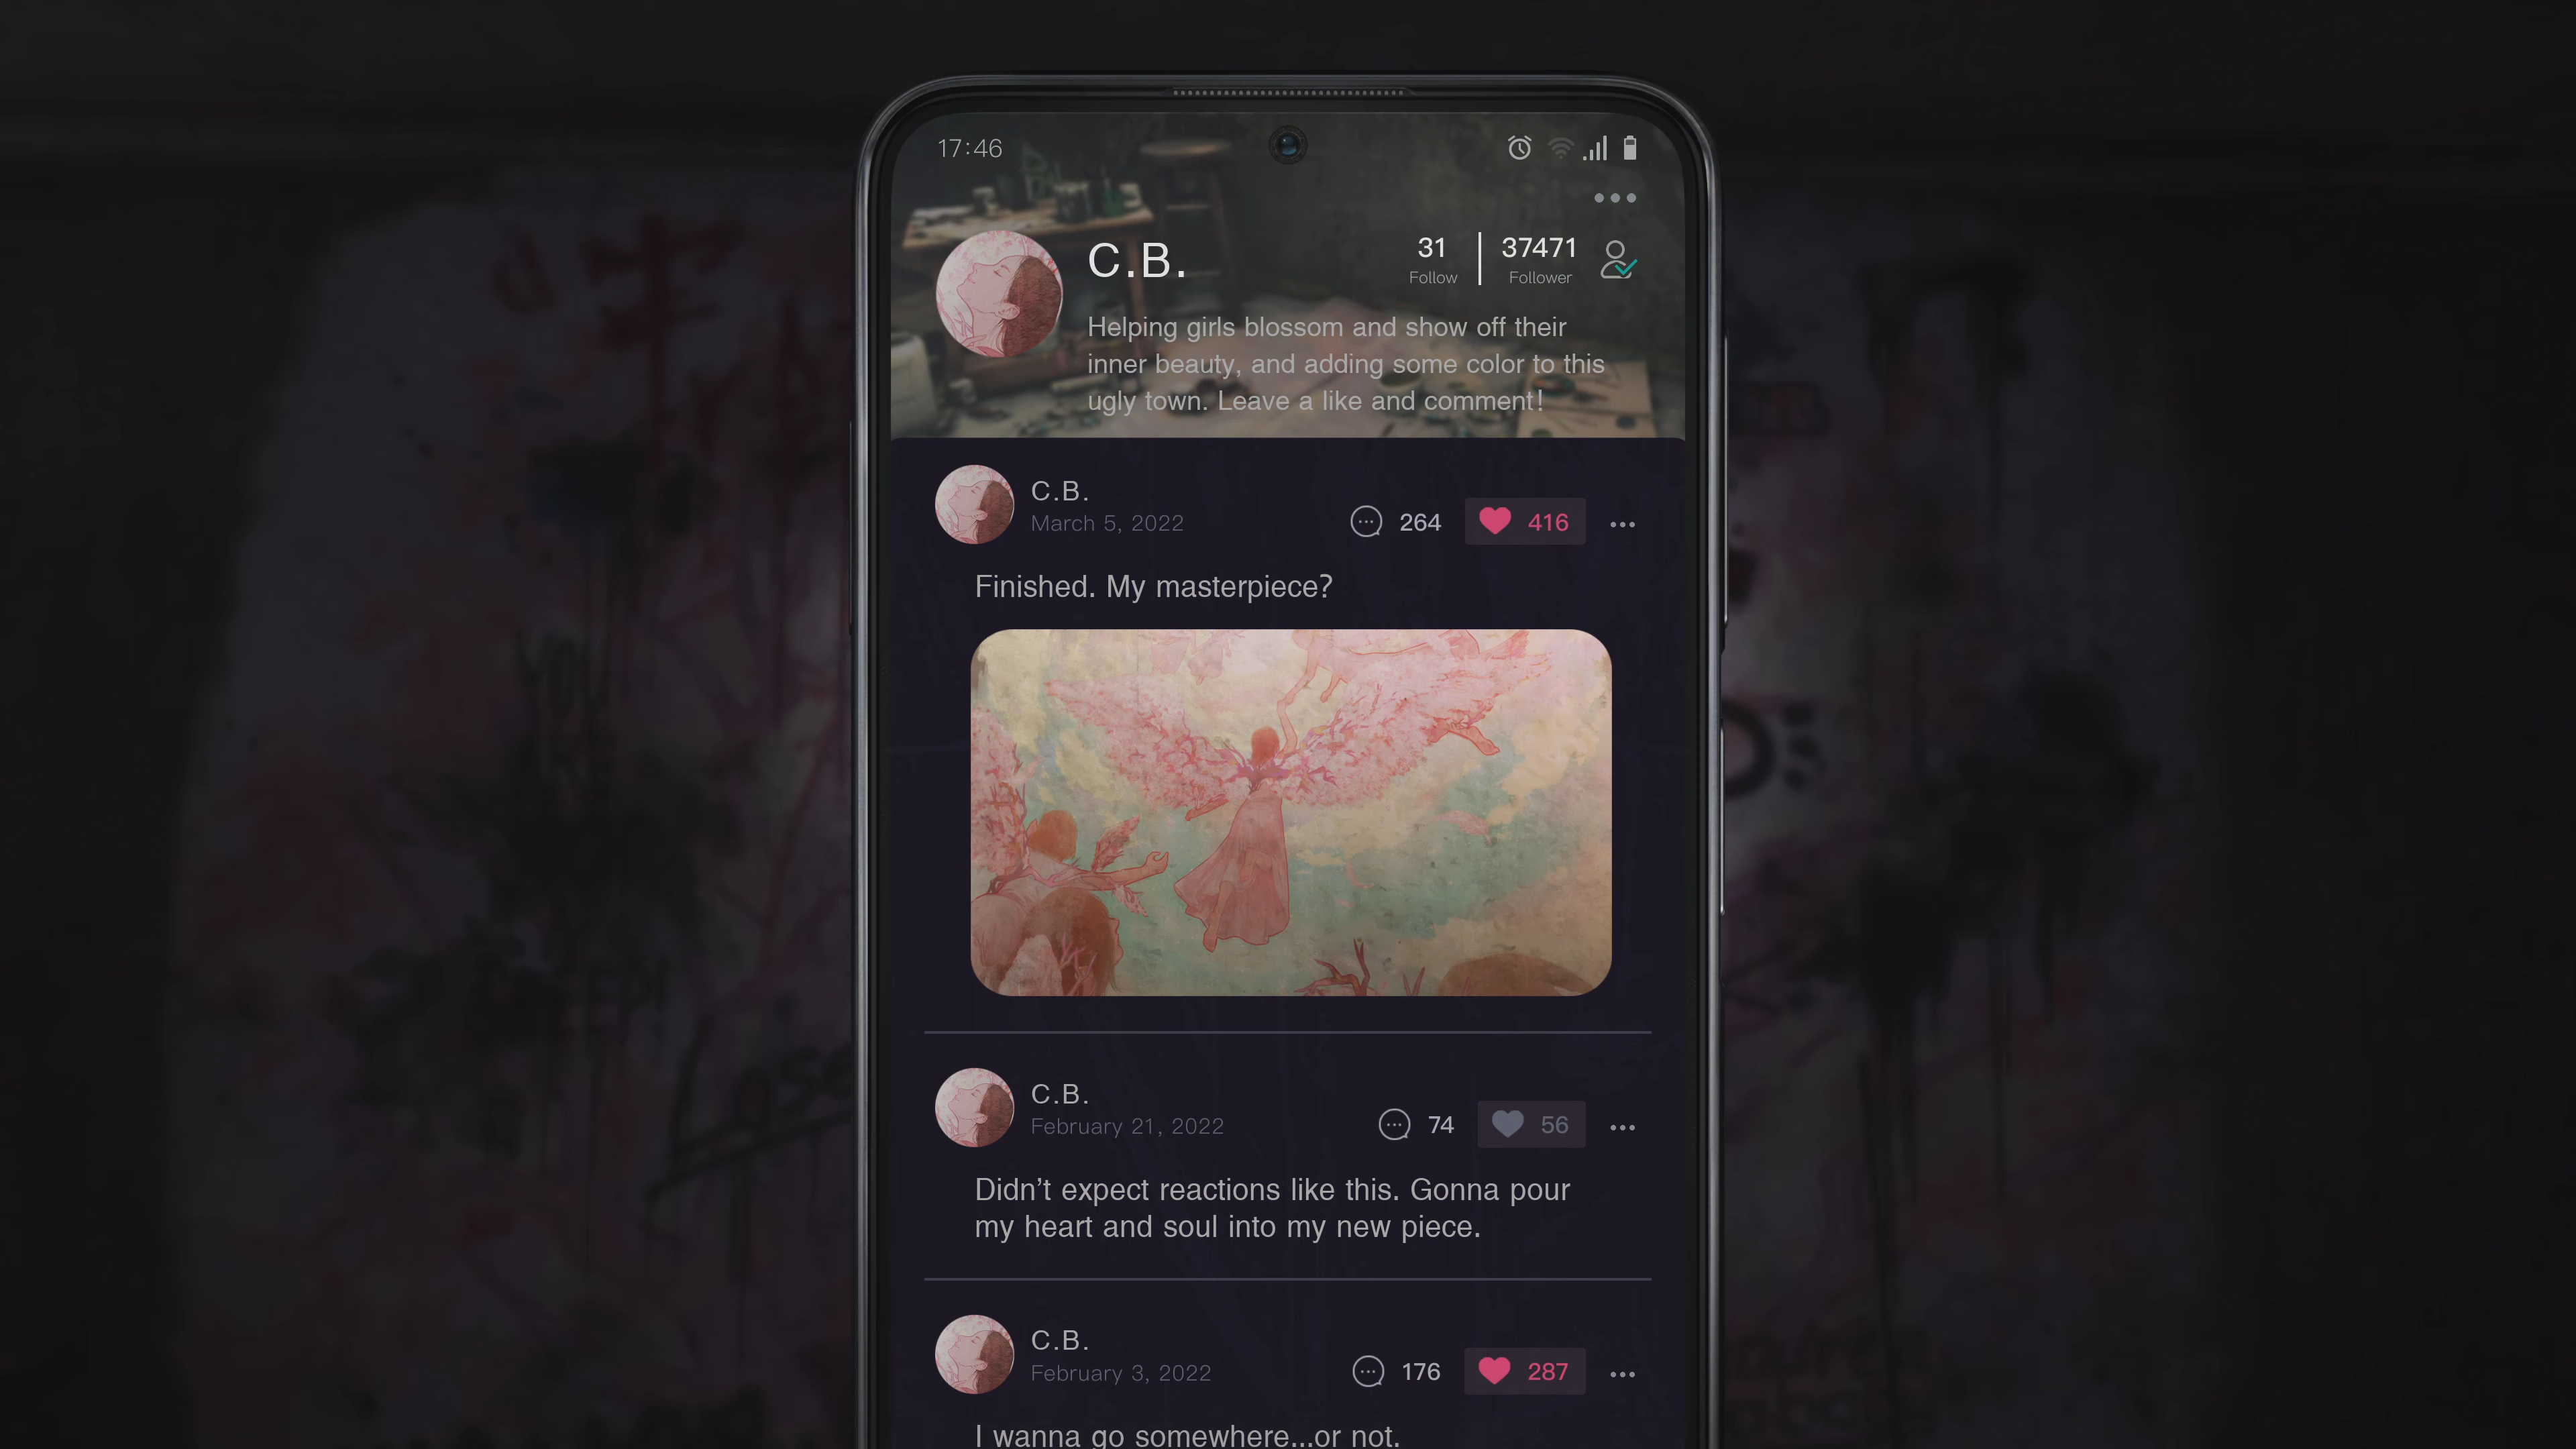 17:46
C.B.
31
Follow
37471
Follower
Helping girls blossom and show off their
inner beauty, and adding some color to this
ugly town. Leave a like and comment!
C.B.
March 5, 2022
264
416
Finished. My masterpiece?
C.B.
February 21, 2022
74
56
Didn’t expect reactions like this. Gonna pour
my heart and soul into my new piece.
C.B.
February 3, 2022
176
287
I wanna go somewhere...or not.
YOU
ARE